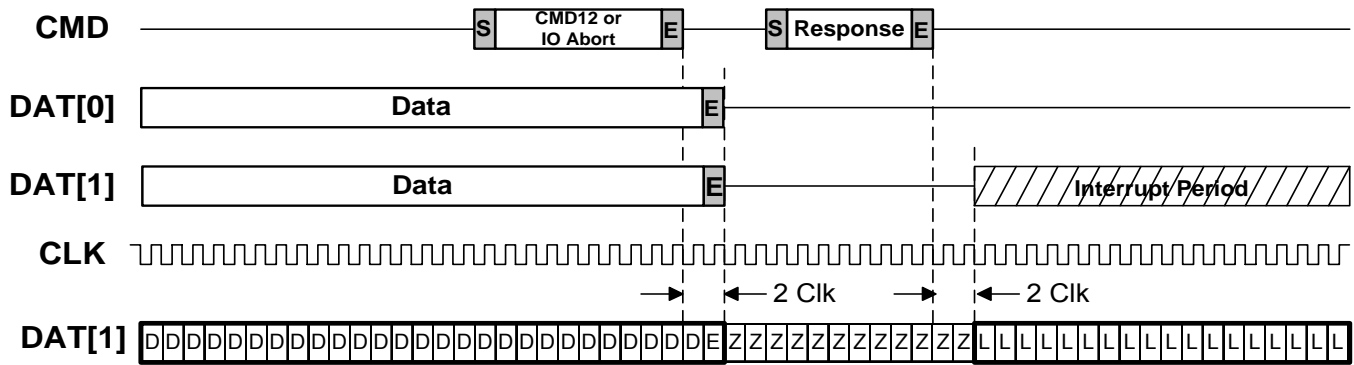 CMD S CMD12 or IO Abort E S Response E
DAT[0] Data E
DAT[1] Data E Interrupt Period
CLK
2 Clk 2 Clk
DAT[1] D D D D D D D D D D D D D D D D D D D D D D D D D D D E Z Z Z Z Z Z Z Z Z Z Z Z L L L L L L L L L L L L L L L L L L